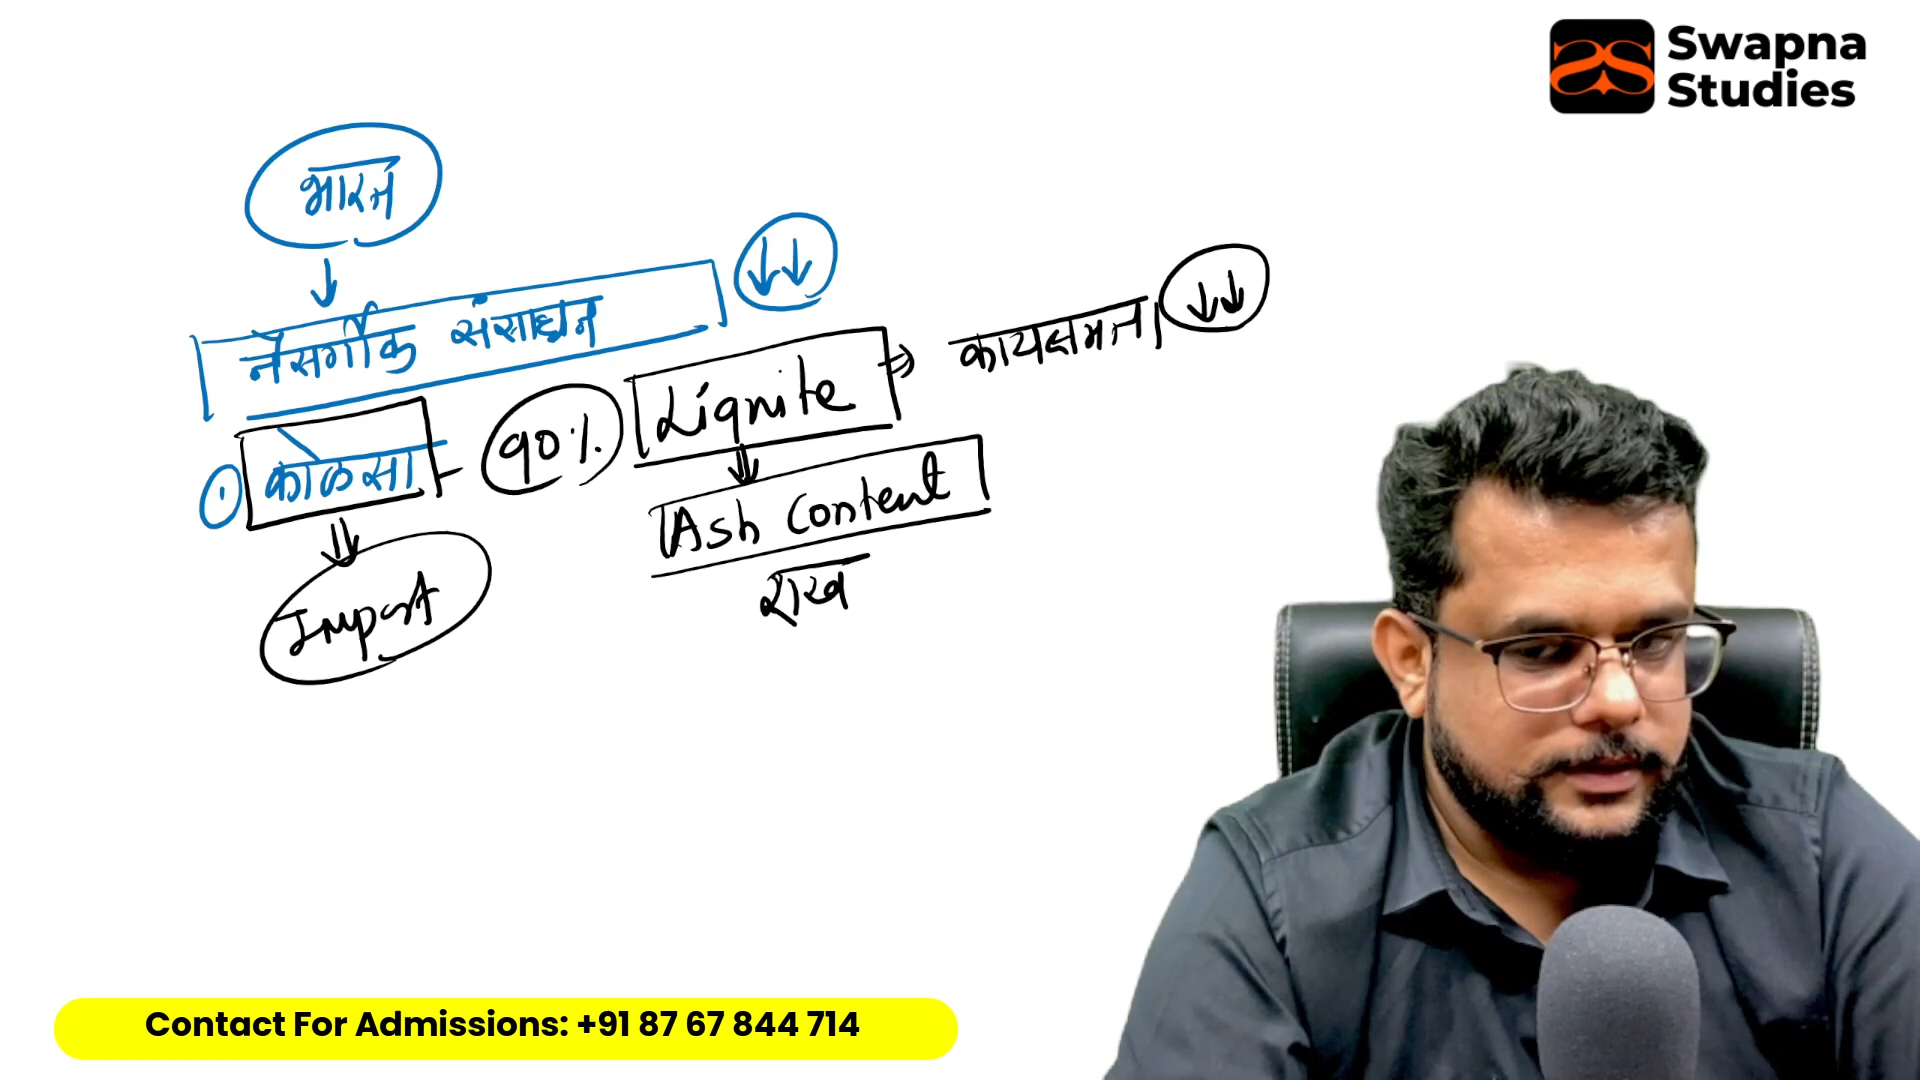 Swapna
Studies
भारत
नैसर्गीक संसाधन ↓↓
① कोळसा - 90% Lignite ⇒ कार्यक्षमता ↓↓
Ash Content
राख
Import
Contact For Admissions: +91 87 67 844 714